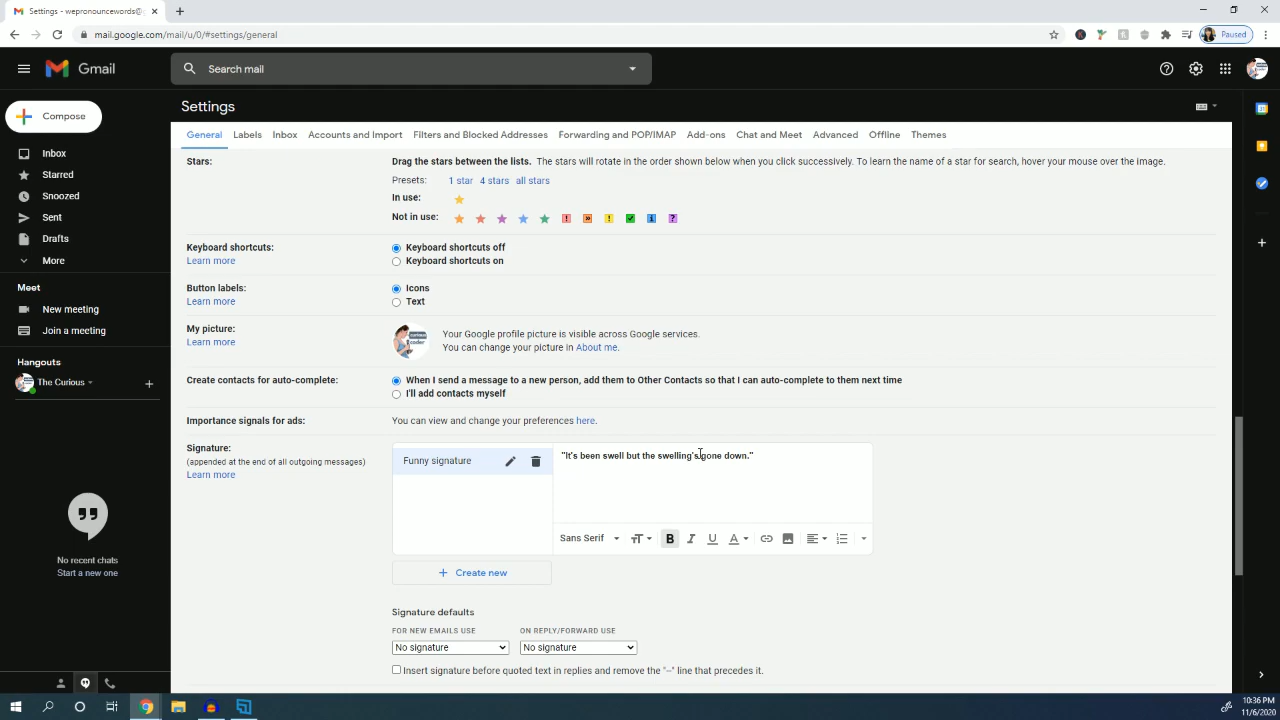 Settings - wepronouncewords@g
mail.google.com/mail/u/0/#settings/general
Paused
Gmail
Search mail
Compose
Inbox
Starred
Snoozed
Sent
Drafts
More
Meet
New meeting
Join a meeting
Hangouts
The Curious
No recent chats
Start a new one
Settings
General Labels Inbox Accounts and Import Filters and Blocked Addresses Forwarding and POP/IMAP Add-ons Chat and Meet Advanced Offline Themes
Stars: Drag the stars between the lists. The stars will rotate in the order shown below when you click successively. To learn the name of a star for search, hover your mouse over the image.
Presets: 1 star 4 stars all stars
In use:
Not in use:
Keyboard shortcuts: Keyboard shortcuts off
Learn more Keyboard shortcuts on
Button labels: Icons
Learn more Text
My picture: Your Google profile picture is visible across Google services.
Learn more You can change your picture in About me.
Create contacts for auto-complete: When I send a message to a new person, add them to Other Contacts so that I can auto-complete to them next time
I'll add contacts myself
Importance signals for ads: You can view and change your preferences here.
Signature:
(appended at the end of all outgoing messages)
Learn more
Funny signature
"It's been swell but the swelling's gone down."
Sans Serif
Create new
Signature defaults
FOR NEW EMAILS USE ON REPLY/FORWARD USE
No signature No signature
Insert signature before quoted text in replies and remove the "--" line that precedes it.
10:36 PM
11/6/2020